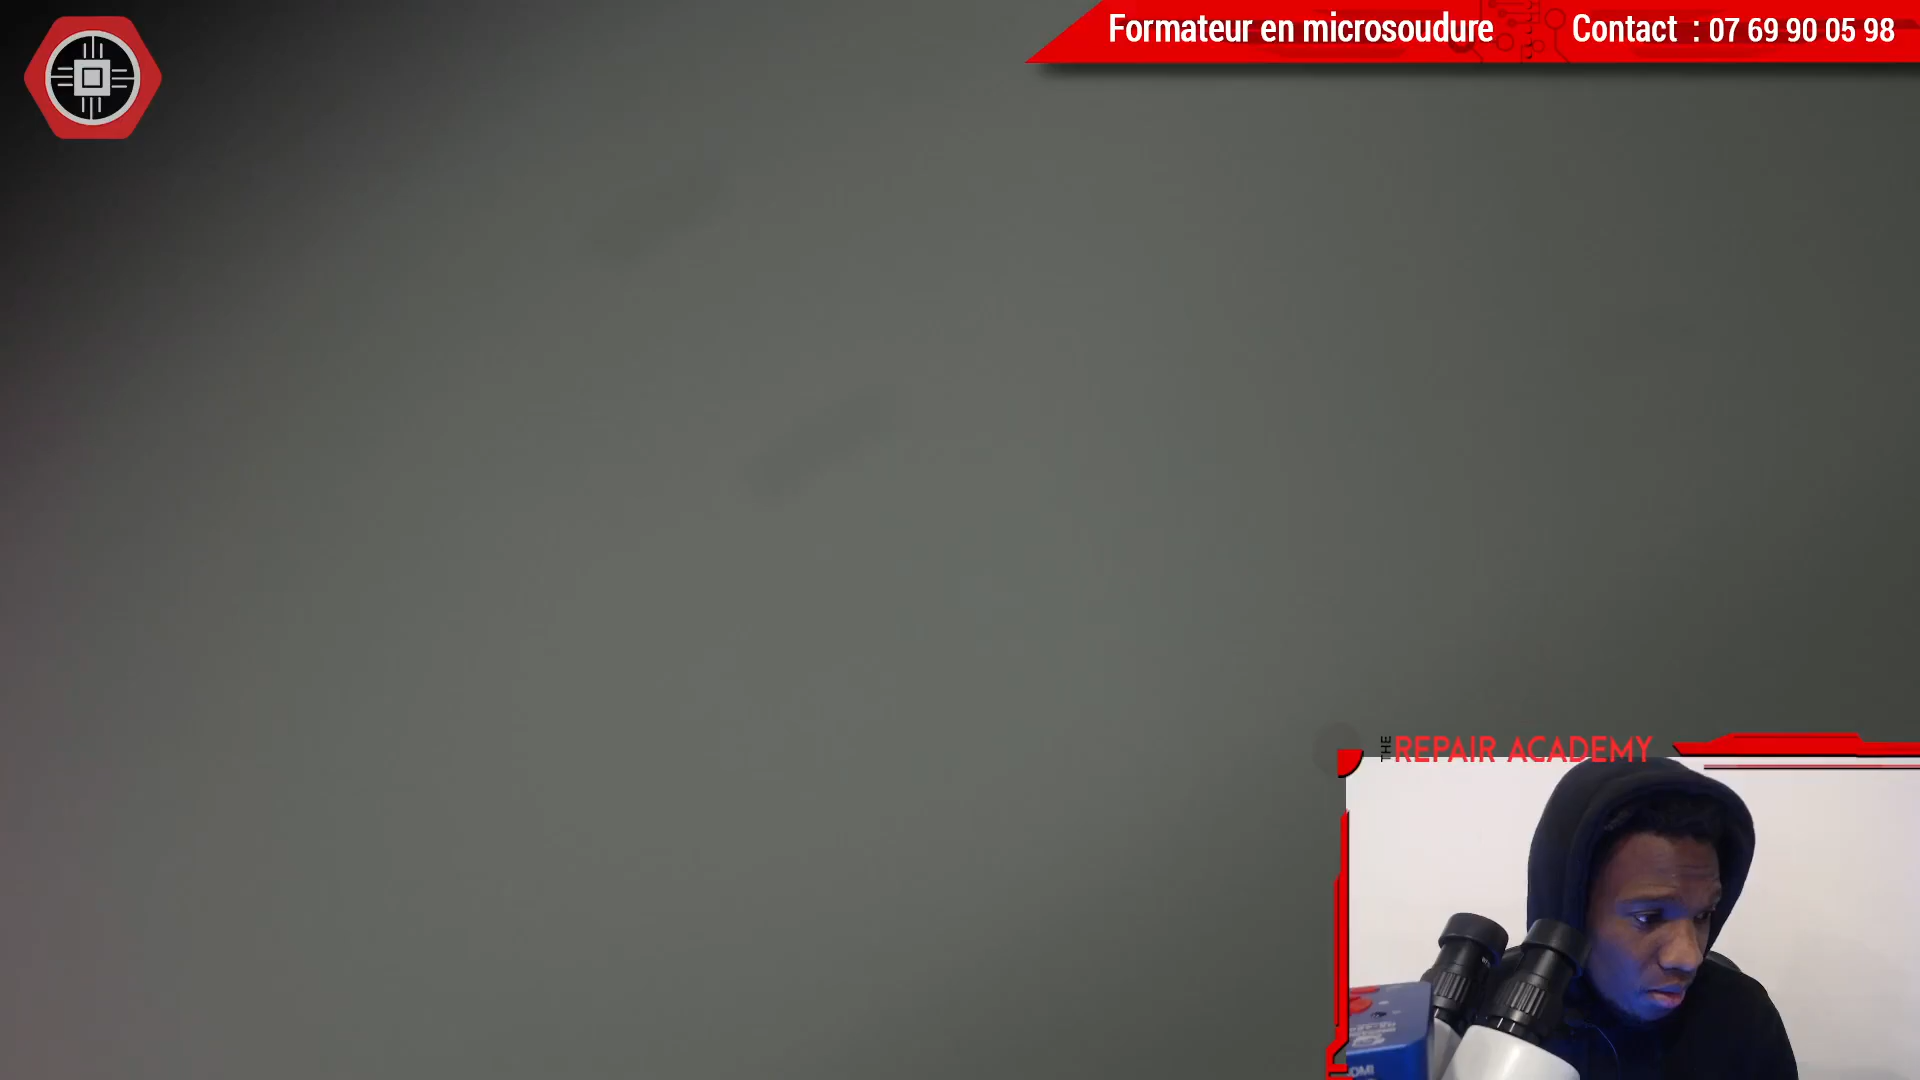 Formateur en microsoudure
Contact : 07 69 90 05 98
THE REPAIR ACADEMY